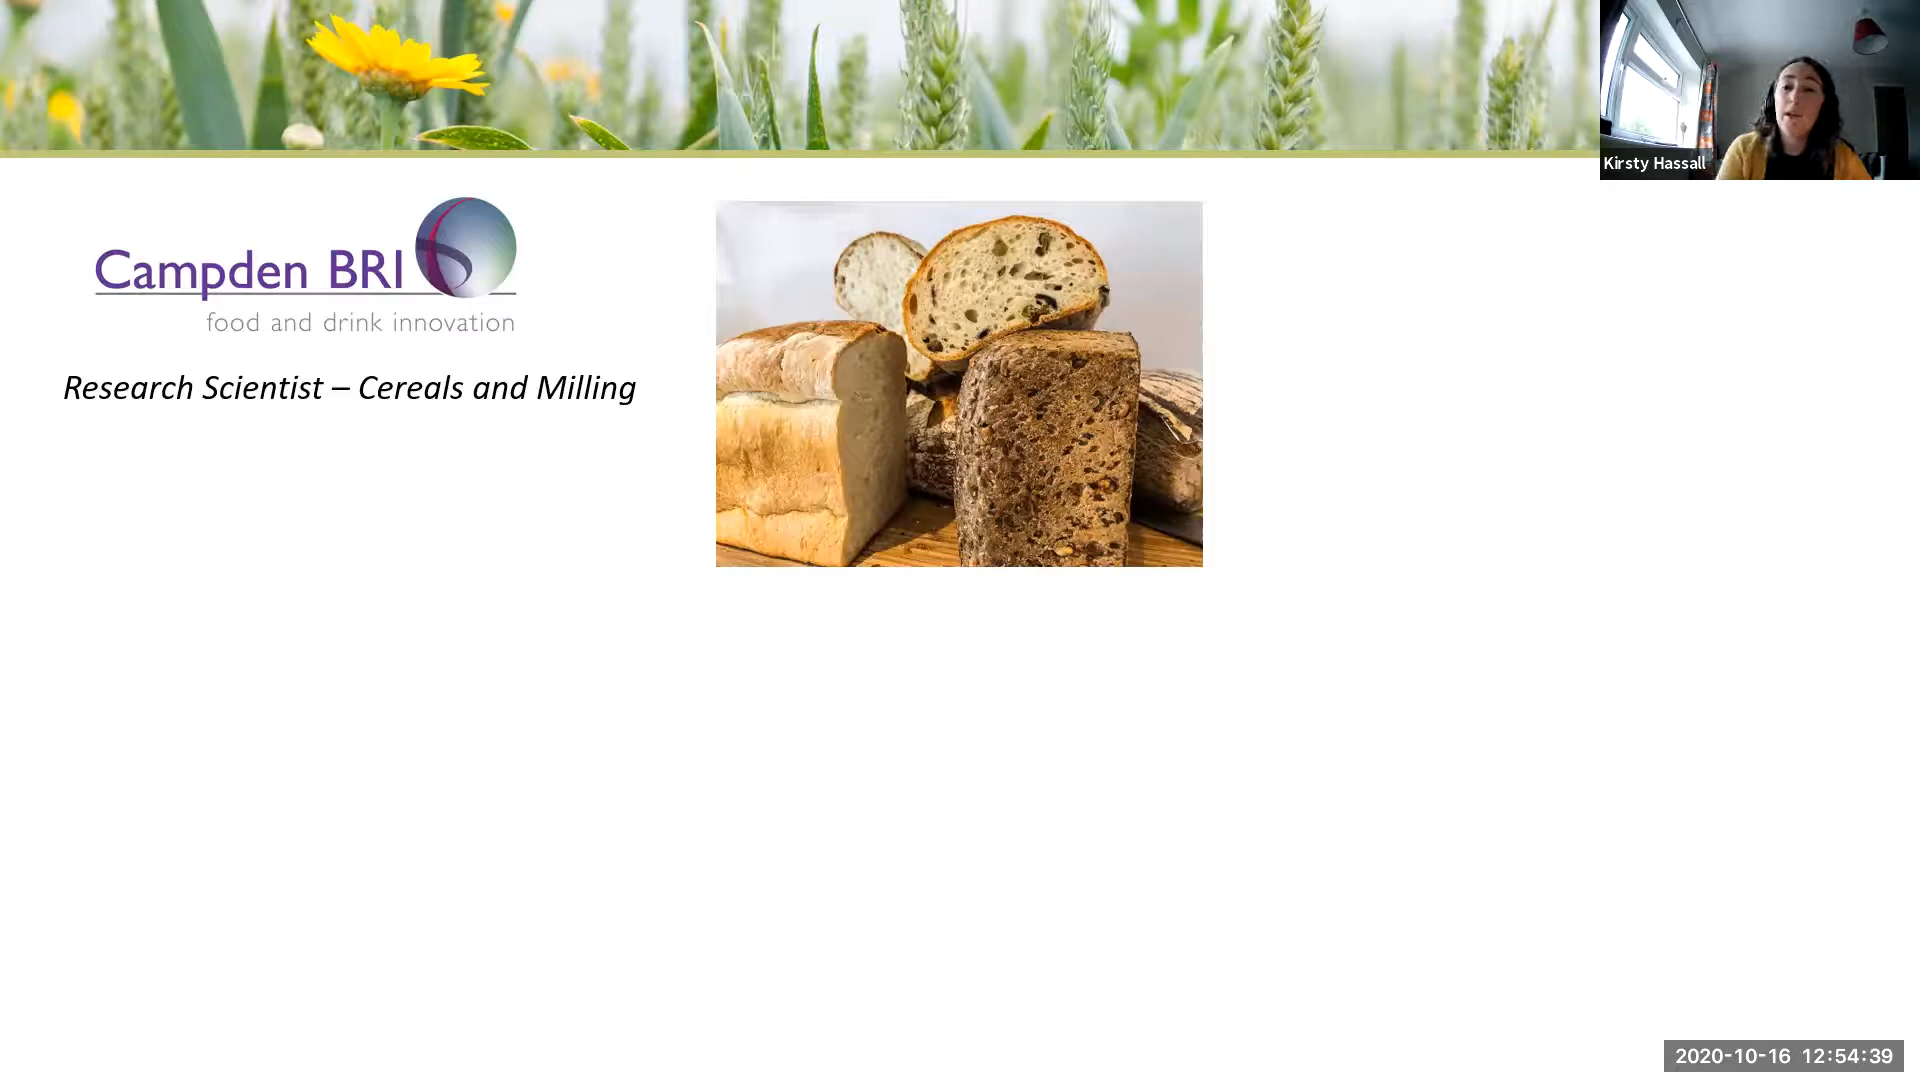 Kirsty Hassall
Campden BRI
food and drink innovation
Research Scientist – Cereals and Milling
2020-10-16 12:54:39